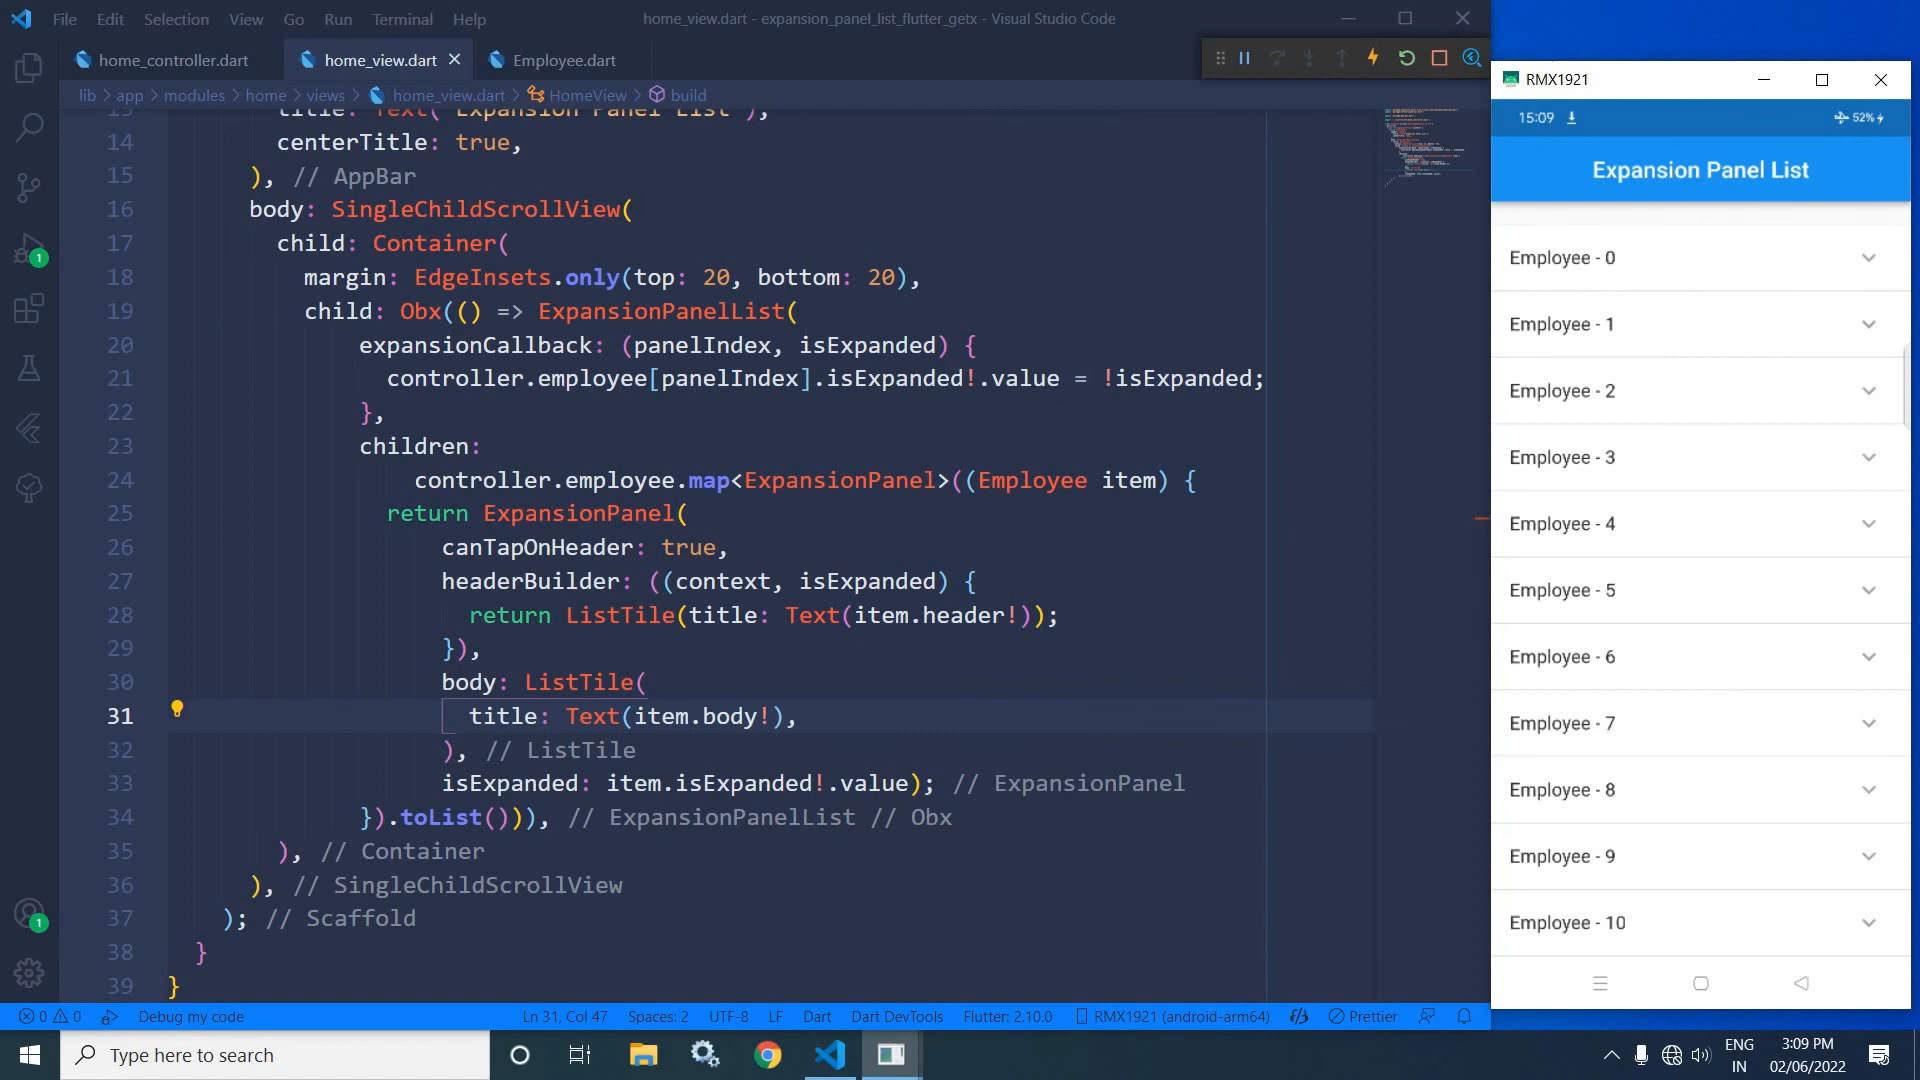 File Edit Selection View Go Run Terminal Help
home_view.dart - expansion_panel_list_flutter_getx - Visual Studio Code
home_controller.dart
home_view.dart
Employee.dart
lib > app > modules > home > views > home_view.dart > HomeView > build
title: Text('Expansion Panel List'),
14 centerTitle: true,
15 ), // AppBar
16 body: SingleChildScrollView(
17 child: Container(
18 margin: EdgeInsets.only(top: 20, bottom: 20),
19 child: Obx(() => ExpansionPanelList(
20 expansionCallback: (panelIndex, isExpanded) {
21 controller.employee[panelIndex].isExpanded!.value = !isExpanded;
22 },
23 children:
24 controller.employee.map<ExpansionPanel>((Employee item) {
25 return ExpansionPanel(
26 canTapOnHeader: true,
27 headerBuilder: ((context, isExpanded) {
28 return ListTile(title: Text(item.header!));
29 }),
30 body: ListTile(
31 title: Text(item.body!),
32 ), // ListTile
33 isExpanded: item.isExpanded!.value); // ExpansionPanel
34 }).toList())), // ExpansionPanelList // Obx
35 ), // Container
36 ), // SingleChildScrollView
37 ); // Scaffold
38 }
39 }
1
1
0 0 Debug my code
Ln 31, Col 47 Spaces: 2 UTF-8 LF Dart Dart DevTools Flutter: 2.10.0 RMX1921 (android-arm64) Prettier
RMX1921
15:09 52%
Expansion Panel List
Employee - 0
Employee - 1
Employee - 2
Employee - 3
Employee - 4
Employee - 5
Employee - 6
Employee - 7
Employee - 8
Employee - 9
Employee - 10
Type here to search
ENG
IN
3:09 PM
02/06/2022